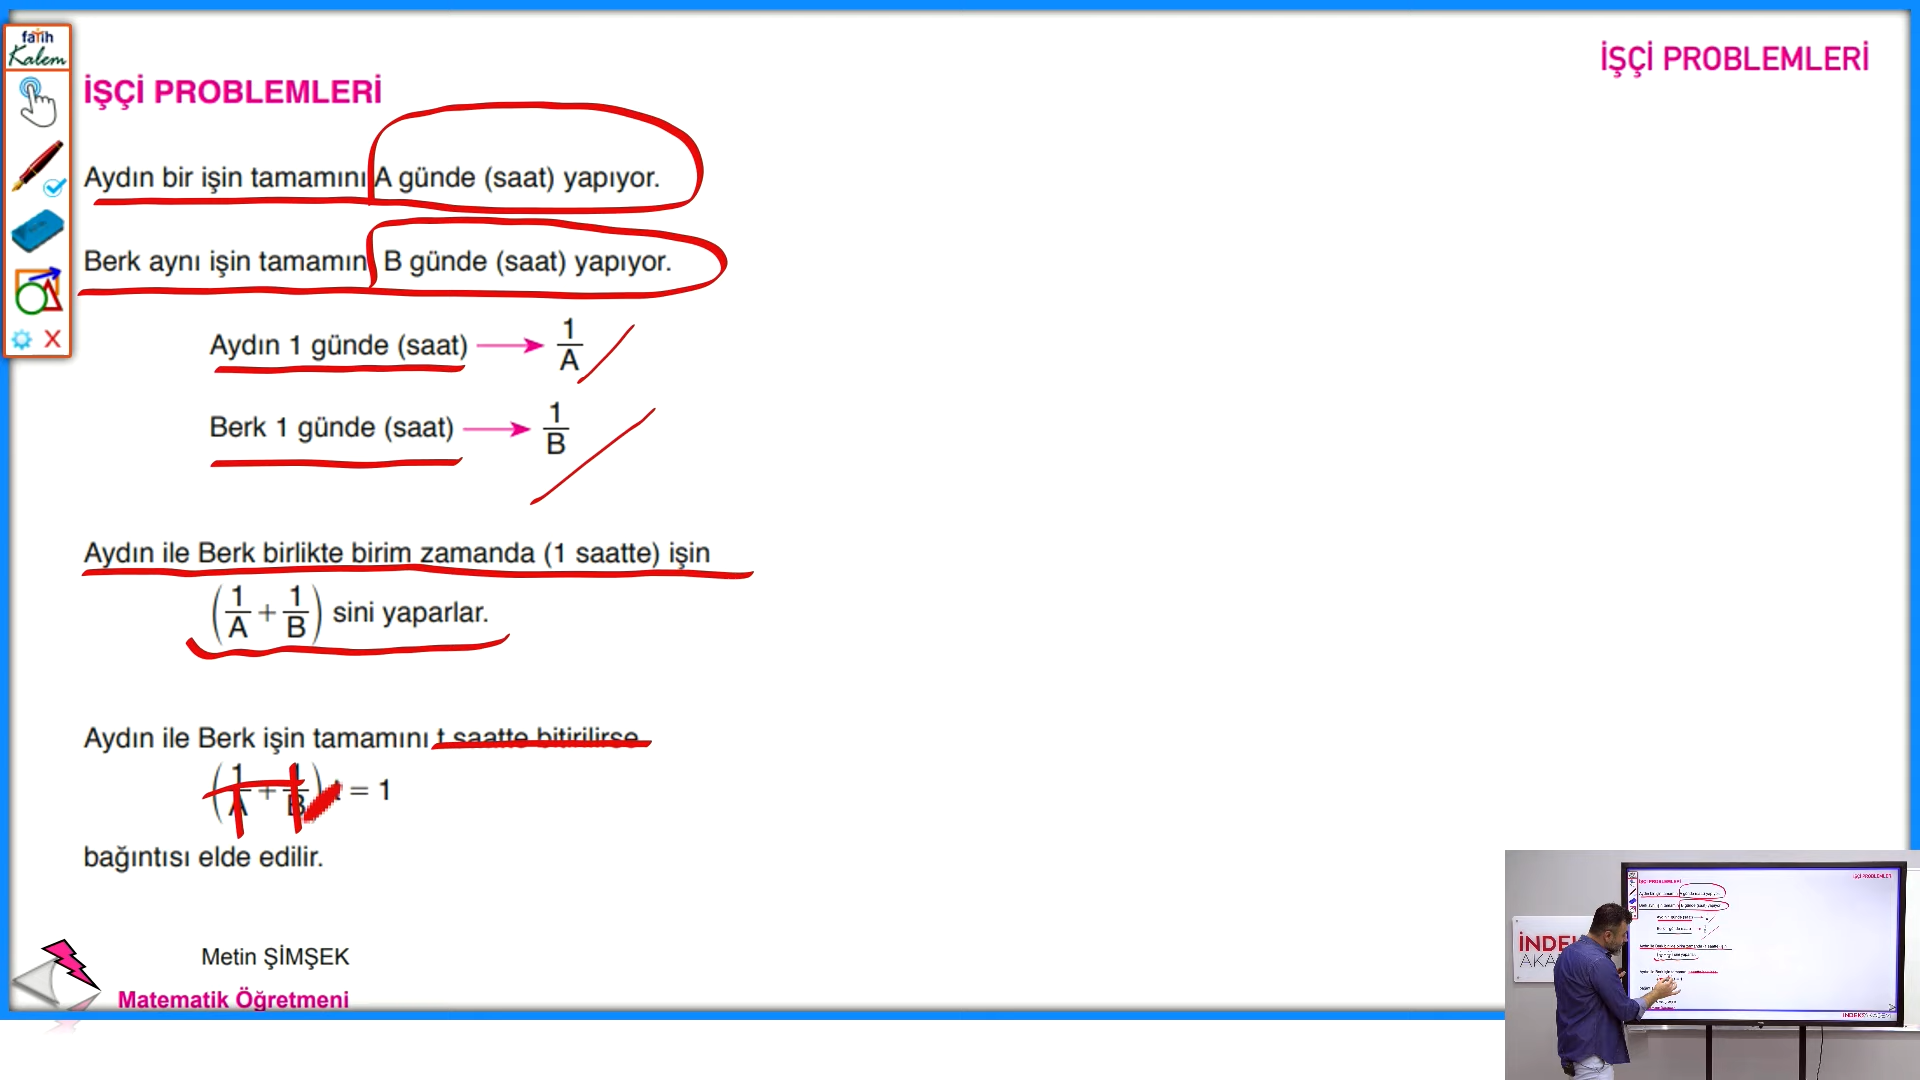 fatih
Kalem
İŞÇİ PROBLEMLERİ
İŞÇİ PROBLEMLERİ
Aydın bir işin tamamını A günde (saat) yapıyor.
Berk aynı işin tamamın B günde (saat) yapıyor.
Aydın 1 günde (saat) → 1/A
Berk 1 günde (saat) → 1/B
Aydın ile Berk birlikte birim zamanda (1 saatte) işin
(1/A + 1/B) sini yaparlar.
Aydın ile Berk işin tamamını t saatte bitirilirse
(1/A + 1/B) t = 1
bağıntısı elde edilir.
Metin ŞİMŞEK
Matematik Öğretmeni